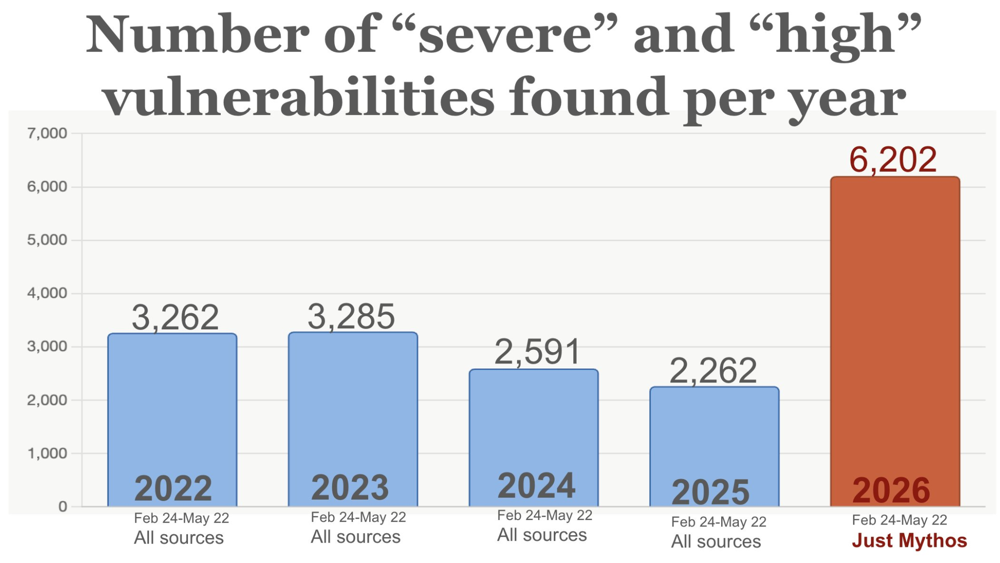 Number of “severe” and “high”
vulnerabilities found per year
7,000
6,000
5,000
4,000
3,000
2,000
1,000
0
3,262
3,285
2,591
2,262
6,202
2022
2023
2024
2025
2026
Feb 24-May 22
All sources
Feb 24-May 22
All sources
Feb 24-May 22
All sources
Feb 24-May 22
All sources
Feb 24-May 22
Just Mythos